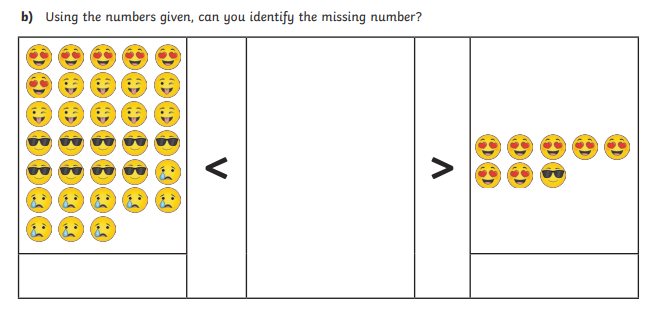 b) Using the numbers given, can you identify the missing number?
< >